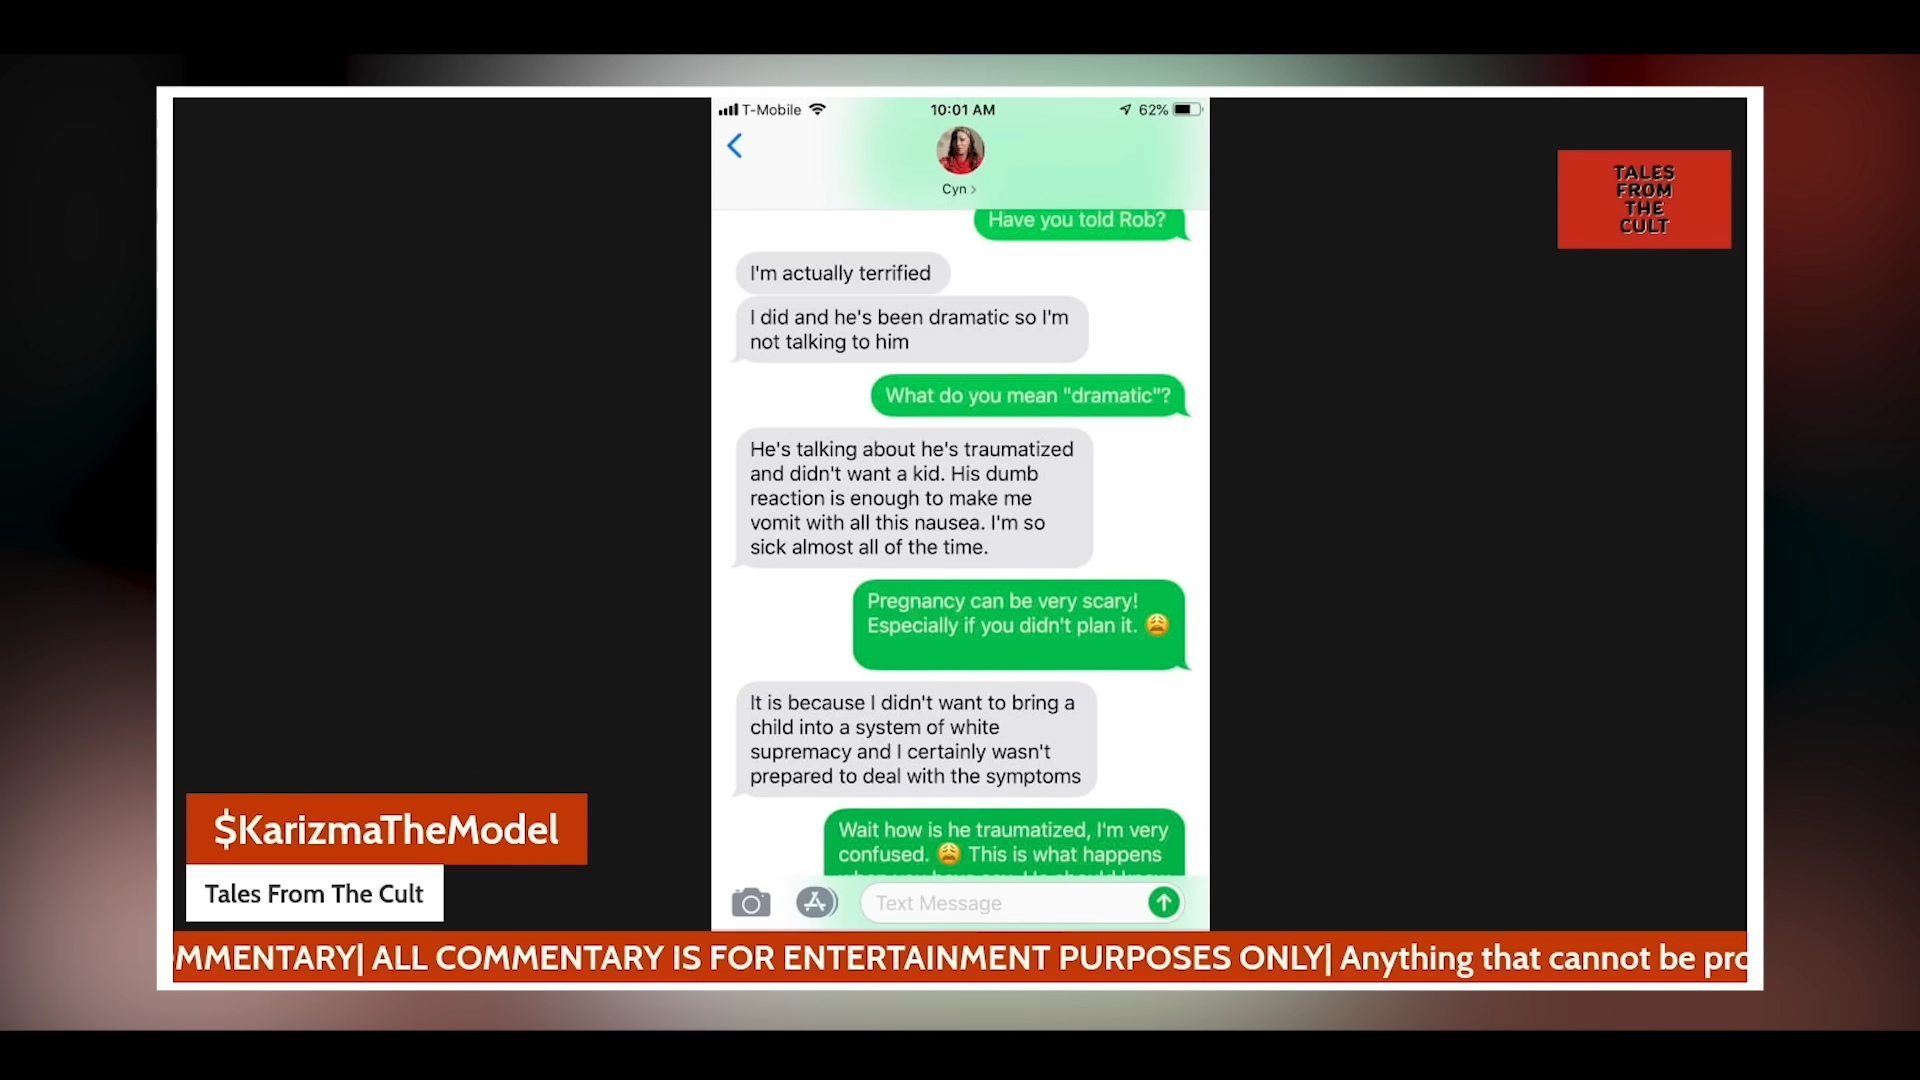 T-Mobile
10:01 AM
62%
Cyn
TALES
FROM
THE
CULT
Have you told Rob?
I'm actually terrified
I did and he's been dramatic so I'm
not talking to him
What do you mean "dramatic"?
He's talking about he's traumatized
and didn't want a kid. His dumb
reaction is enough to make me
vomit with all this nausea. I'm so
sick almost all of the time.
Pregnancy can be very scary!
Especially if you didn't plan it. 😩
It is because I didn't want to bring a
child into a system of white
supremacy and I certainly wasn't
prepared to deal with the symptoms
Wait how is he traumatized, I'm very
confused. 😩 This is what happens
Text Message
$KarizmaTheModel
Tales From The Cult
MMENTARY| ALL COMMENTARY IS FOR ENTERTAINMENT PURPOSES ONLY| Anything that cannot be pro